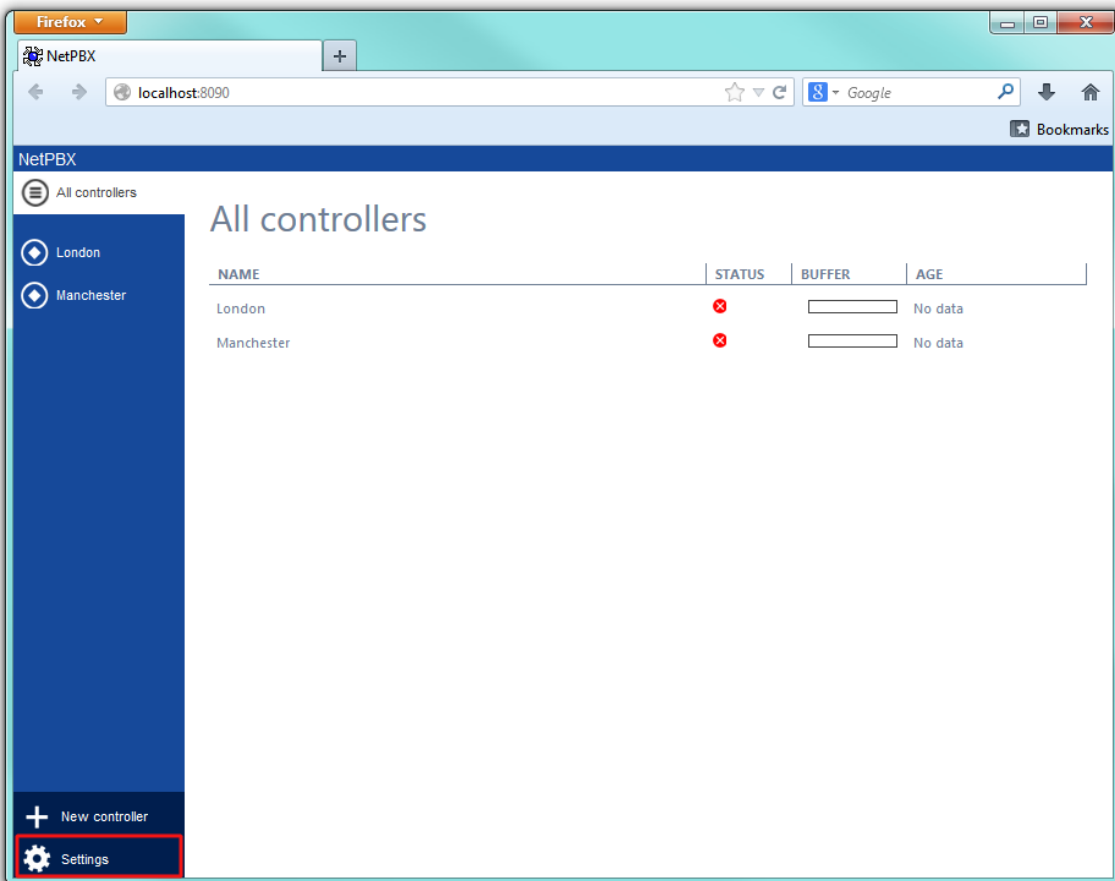 Firefox
NetPBX
localhost:8090
Google
Bookmarks
NetPBX
All controllers
London
Manchester
All controllers
NAME STATUS BUFFER AGE
London No data
Manchester No data
New controller
Settings